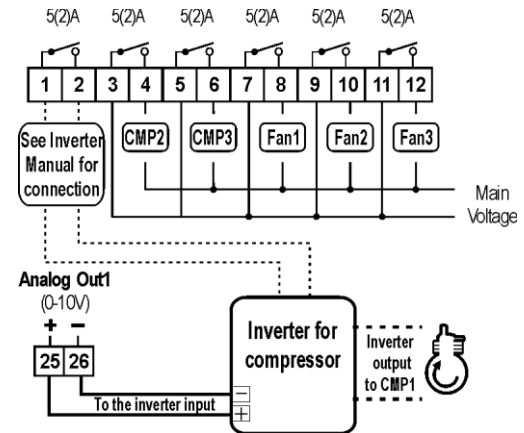 5(2)A 5(2)A 5(2)A 5(2)A 5(2)A 5(2)A
1 2 3 4 5 6 7 8 9 10 11 12
See Inverter
Manual for
connection
CMP2 CMP3 Fan1 Fan2 Fan3
Main
Voltage
Analog Out1
(0-10V)
+ −
25 26
To the inverter input
−
+
Inverter for
compressor
Inverter
output
to CMP1